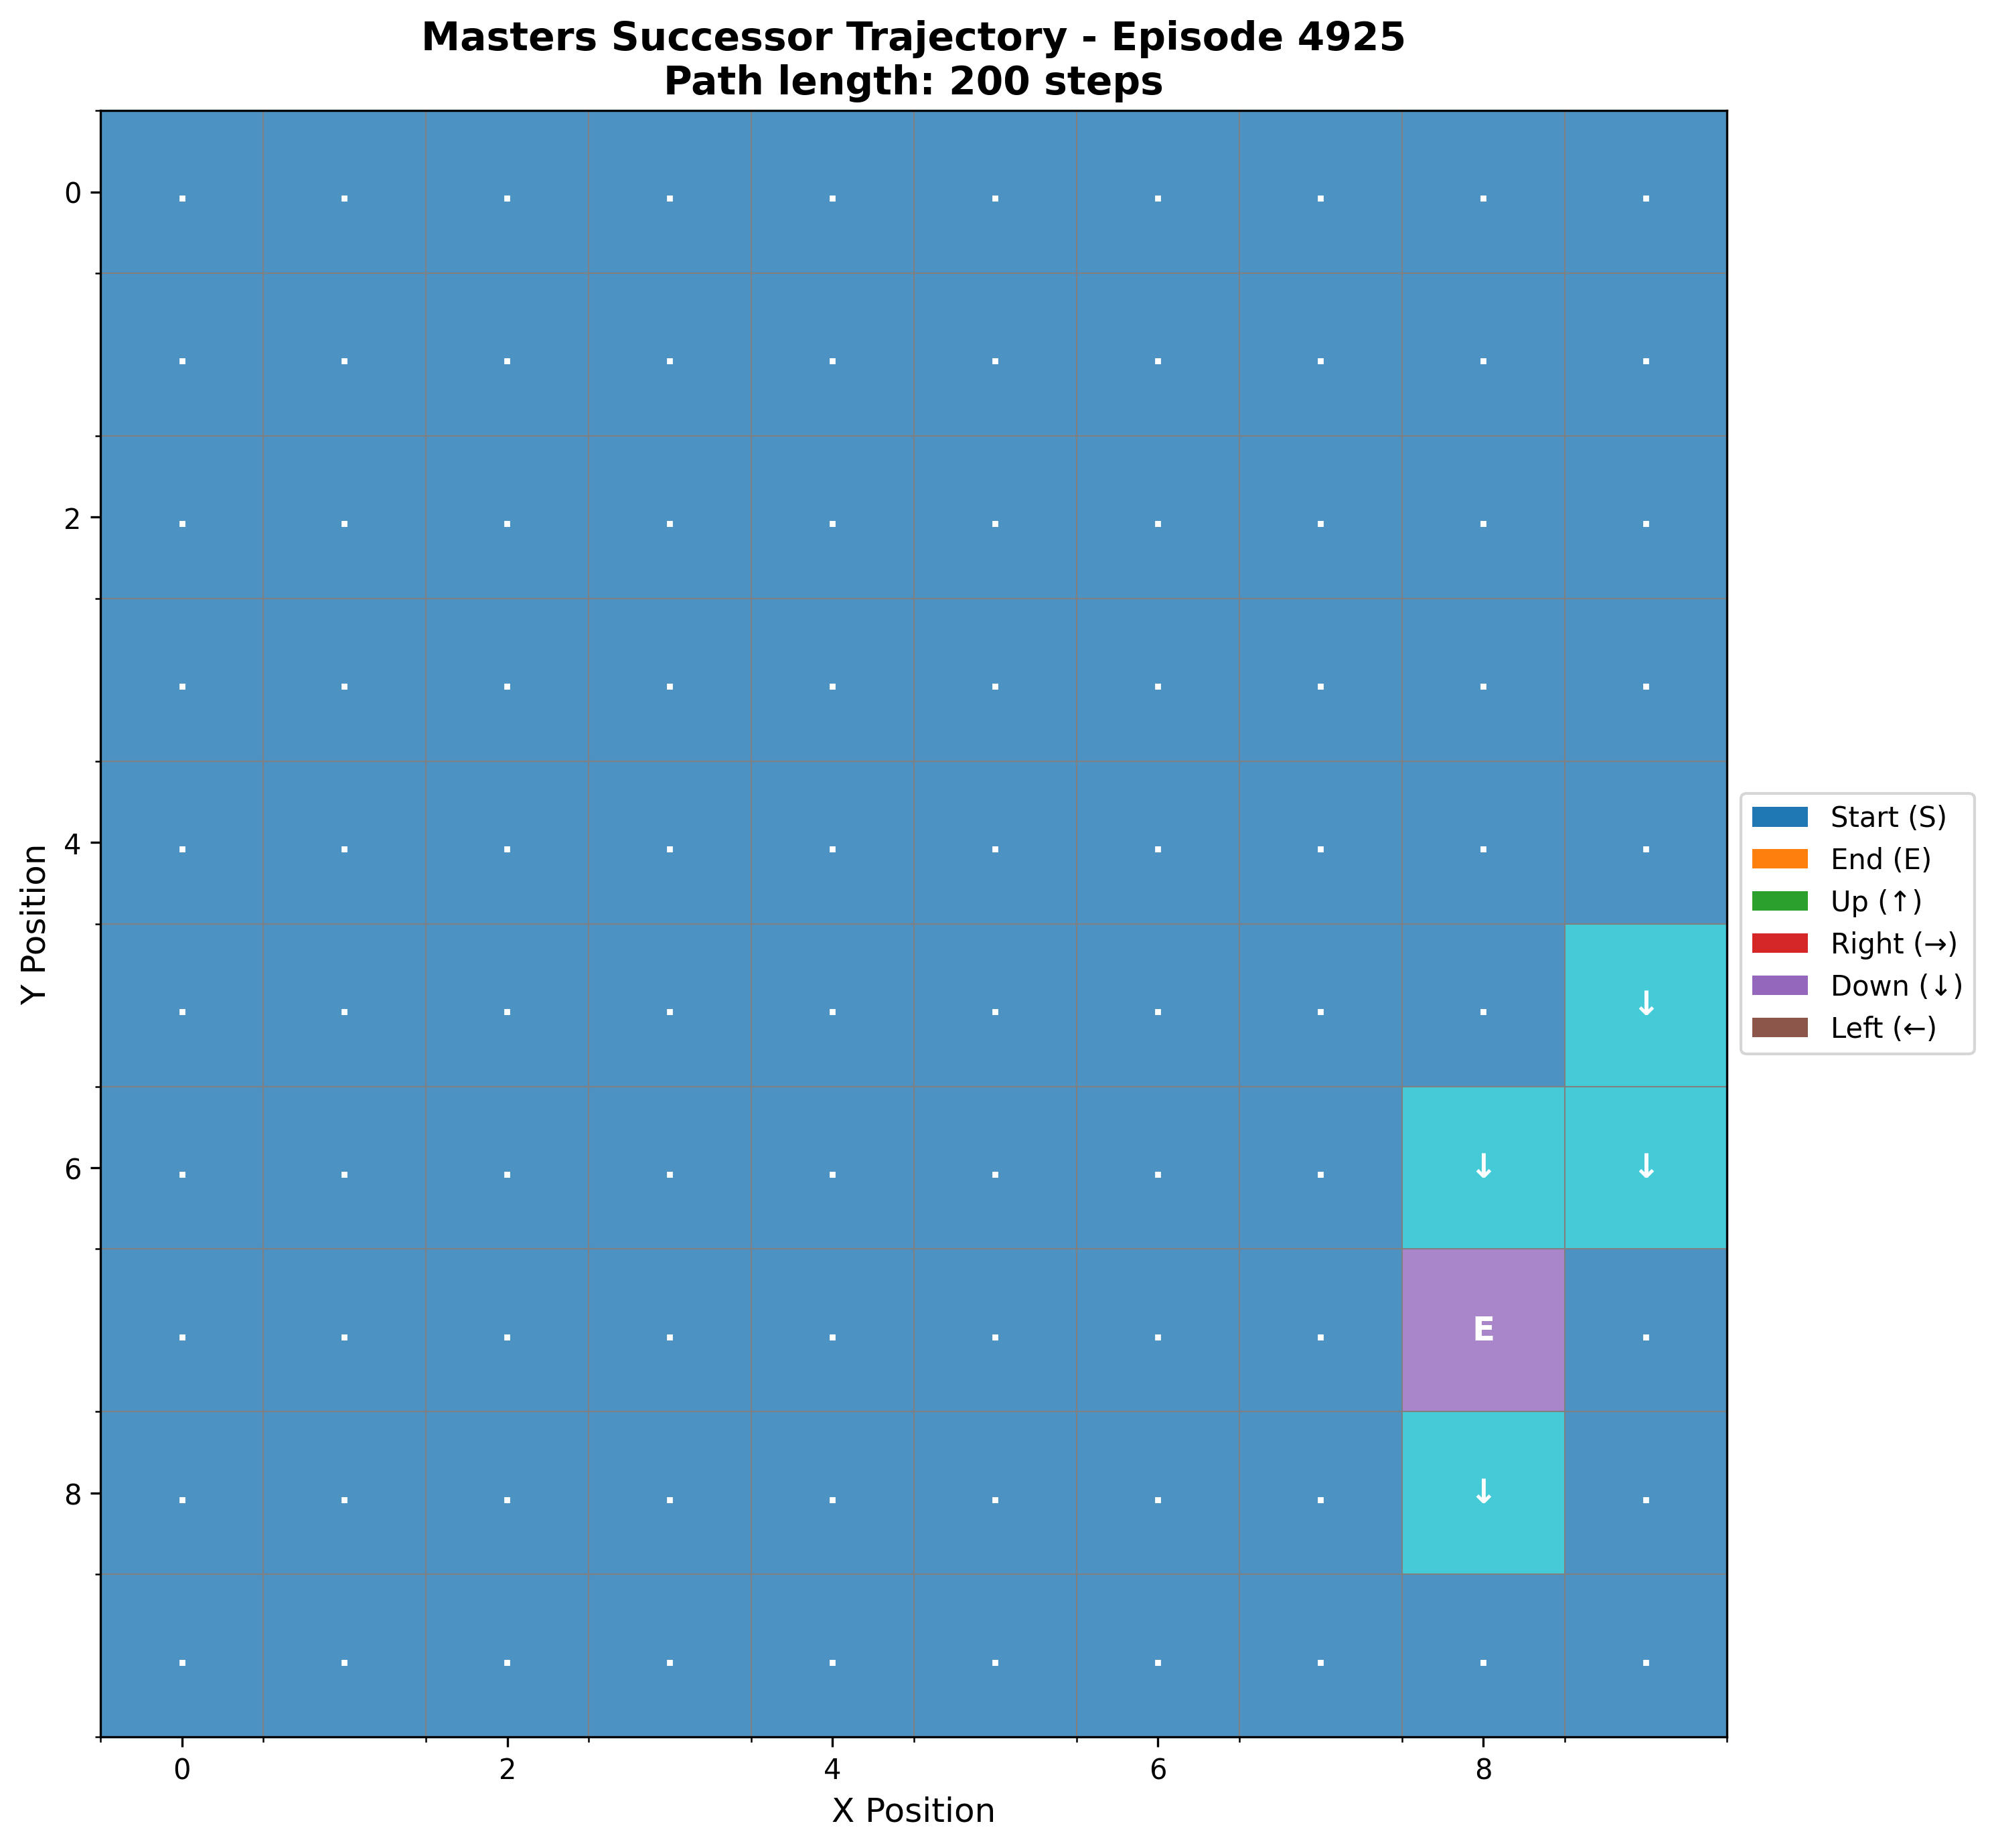 Masters Successor Trajectory - Episode 4925
Path length: 200 steps
0
2
4
6
8
Y Position
↓
↓ ↓
E
↓
0 2 4 6 8
X Position
Start (S)
End (E)
Up (↑)
Right (→)
Down (↓)
Left (←)